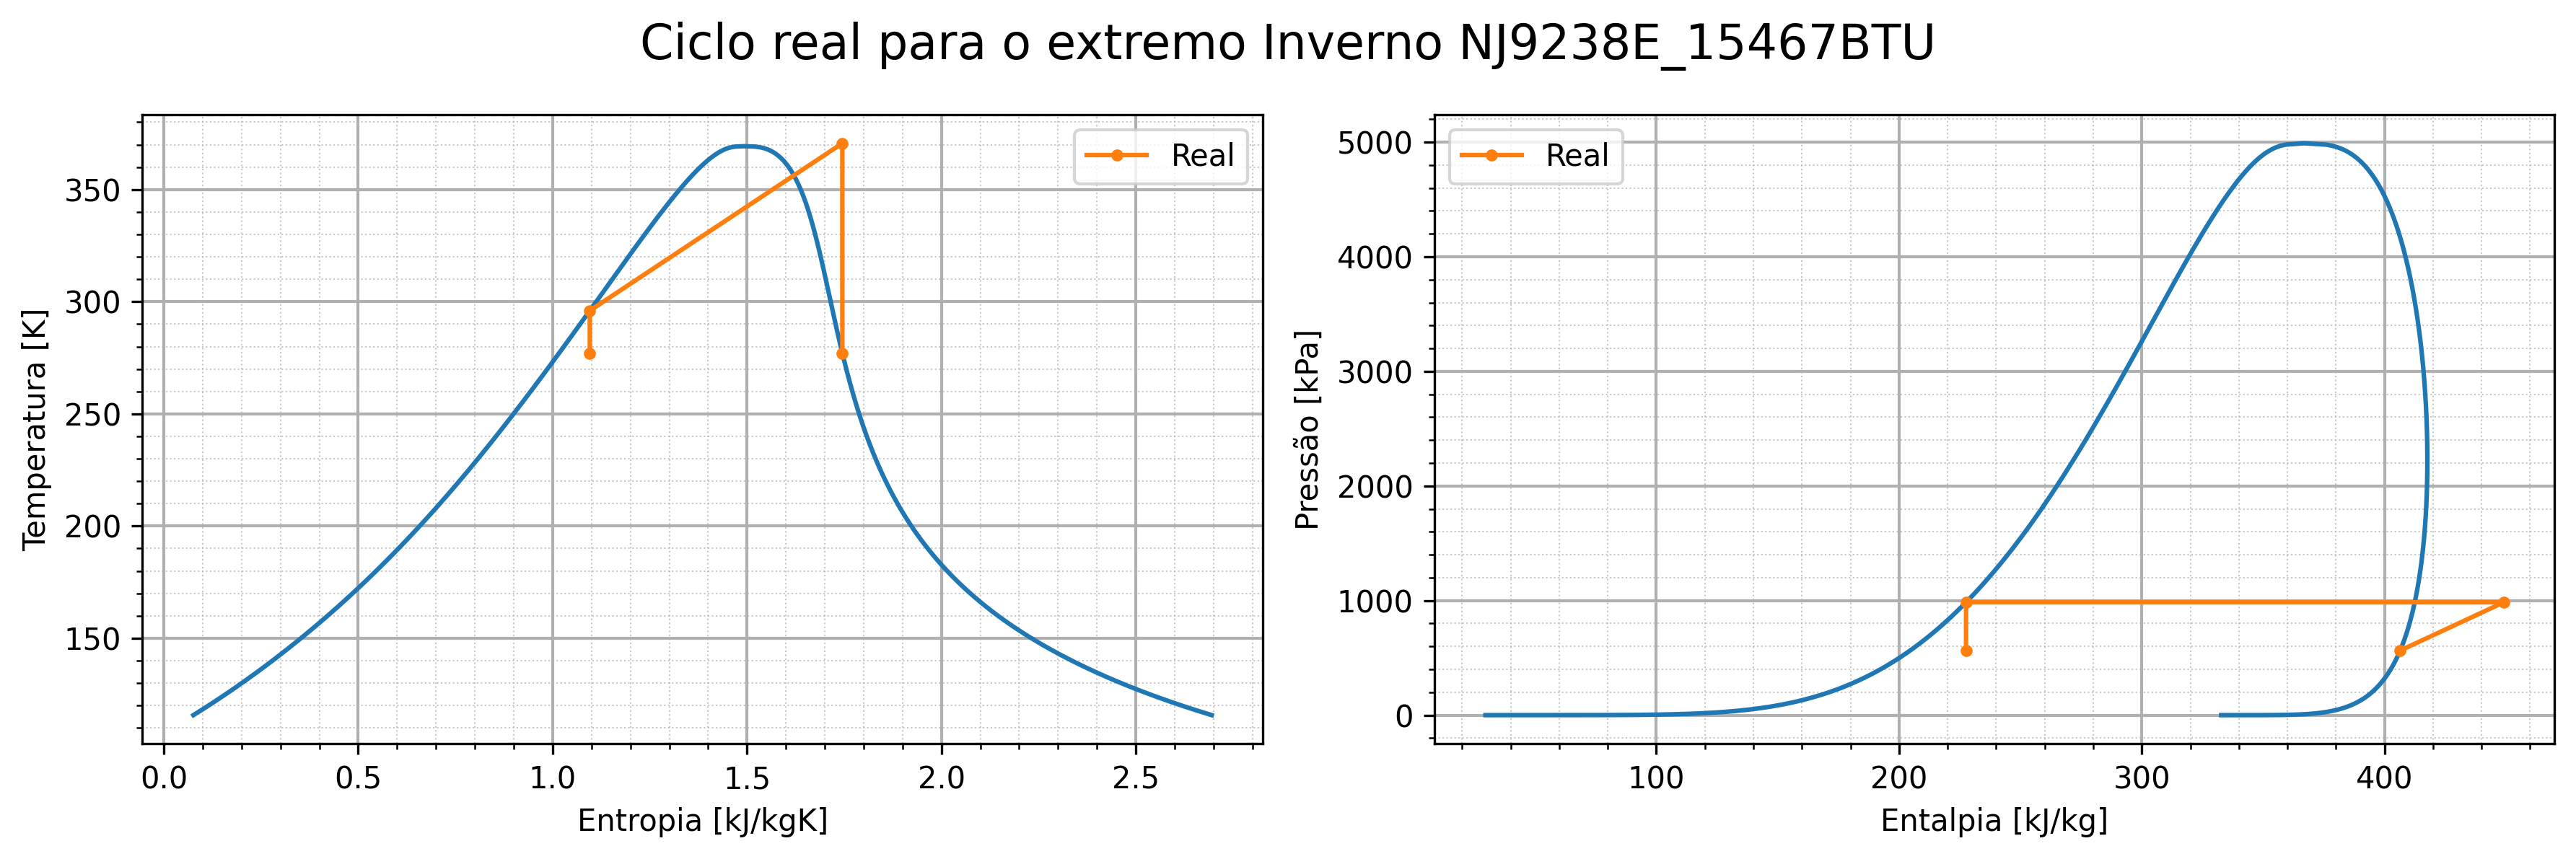 Ciclo real para o extremo Inverno NJ9238E_15467BTU
Real
350
300
250
200
150
Temperatura [K]
0.0 0.5 1.0 1.5 2.0 2.5
Entropia [kJ/kgK]
Real
5000
4000
3000
2000
1000
0
Pressão [kPa]
100 200 300 400
Entalpia [kJ/kg]